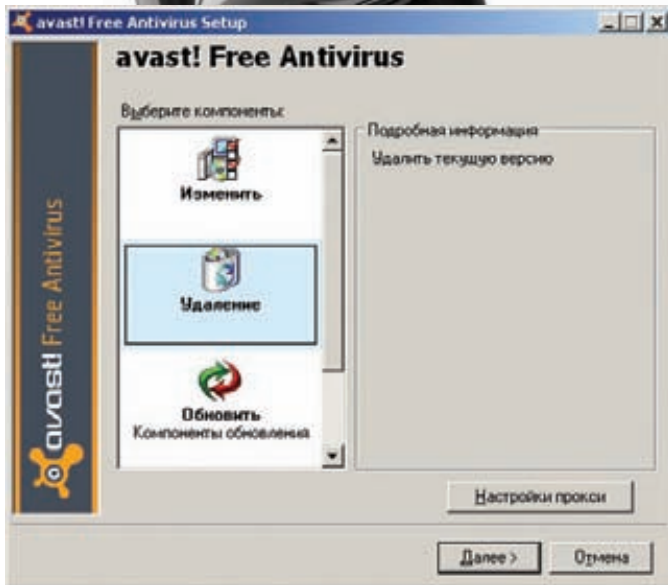 avast! Free Antivirus Setup
avast! Free Antivirus
Выберите компоненты:
Изменить
Удаление
Обновить
Компоненты обновления
Подробная информация
Удалить текущую версию
avast! Free Antivirus
Настройки прокси
Далее >
Отмена